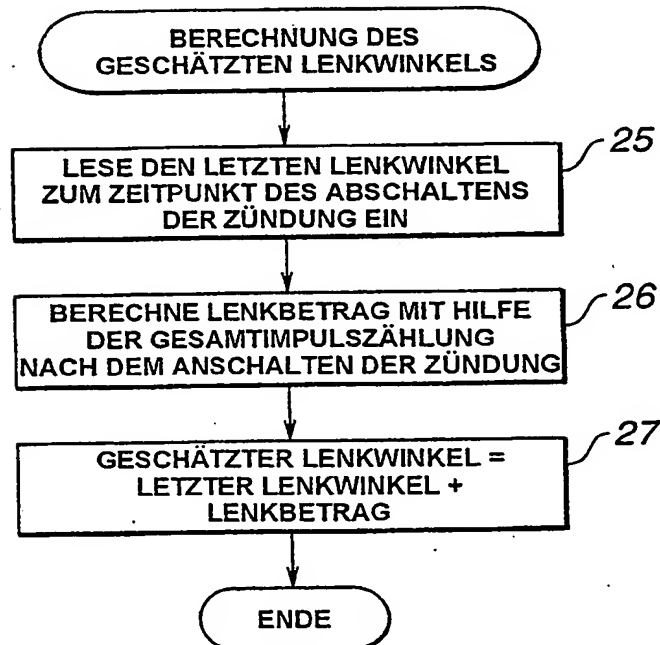 BERECHNUNG DES
GESCHÄTZTEN LENKWINKELS
25
LESE DEN LETZTEN LENKWINKEL
ZUM ZEITPUNKT DES ABSCHALTENS
DER ZÜNDUNG EIN
26
BERECHNE LENKBETRAG MIT HILFE
DER GESAMTIMPULSZÄHLUNG
NACH DEM ANSCHALTEN DER ZÜNDUNG
27
GESCHÄTZTER LENKWINKEL =
LETZTER LENKWINKEL +
LENKBETRAG
ENDE